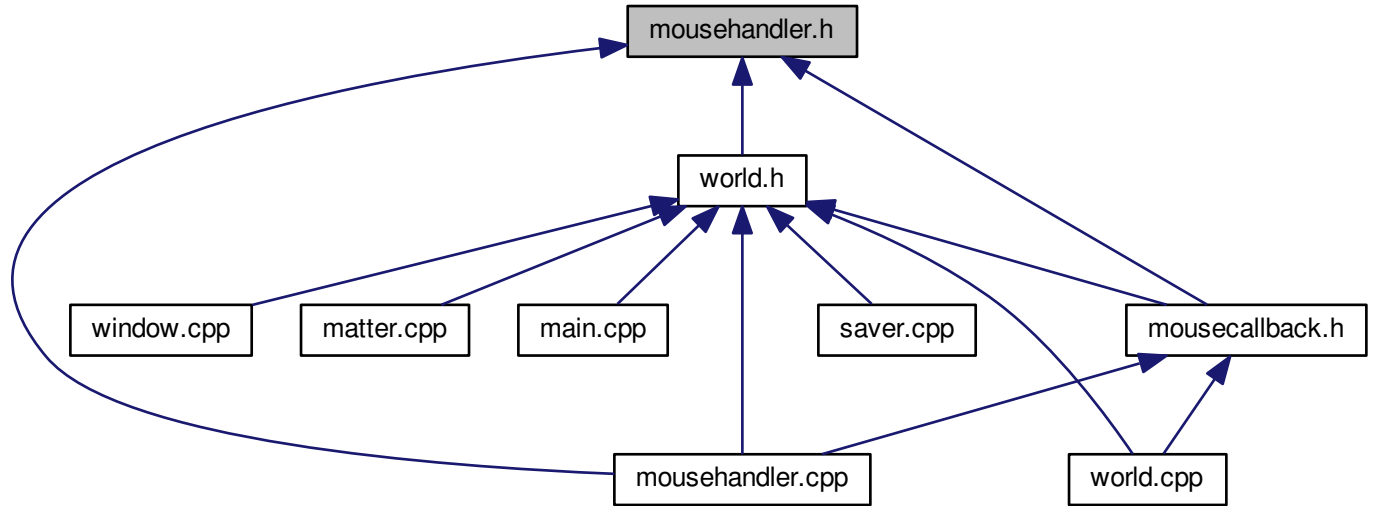 mousehandler.h
world.h
window.cpp
matter.cpp
main.cpp
saver.cpp
mousecallback.h
mousehandler.cpp
world.cpp